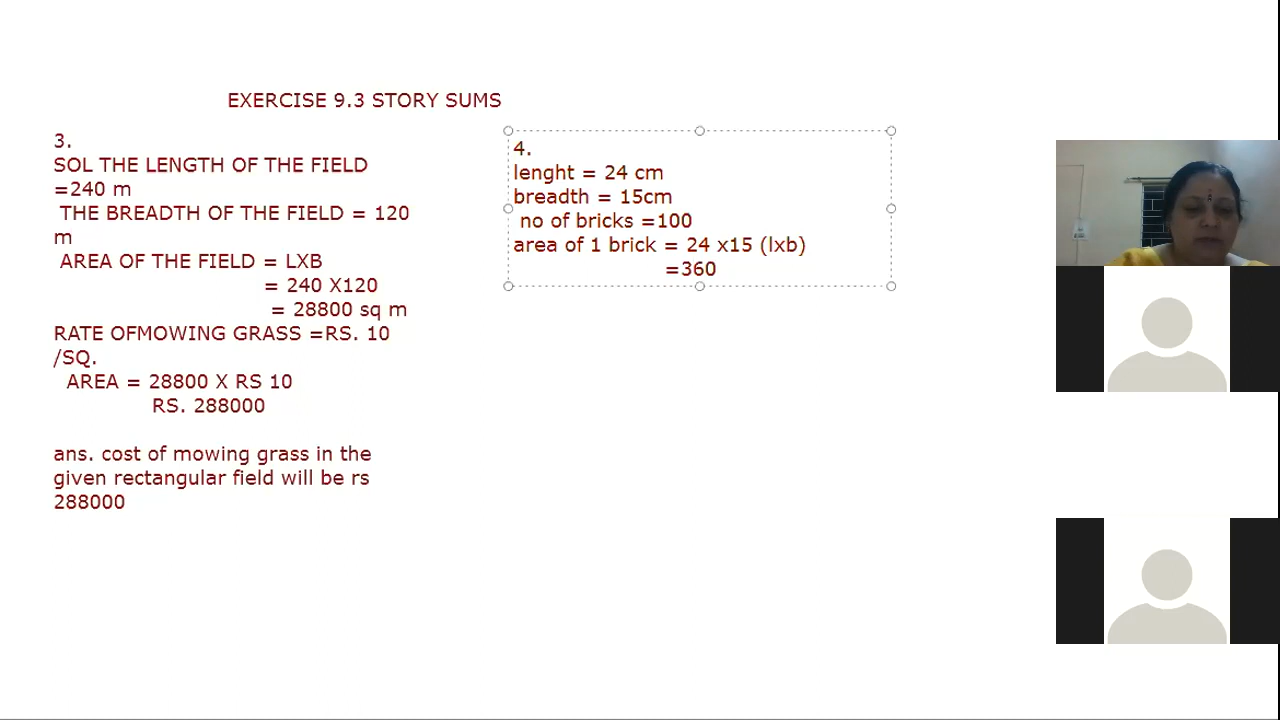 EXERCISE 9.3 STORY SUMS
3.
SOL THE LENGTH OF THE FIELD
=240 m
THE BREADTH OF THE FIELD = 120
m
AREA OF THE FIELD = LXB
= 240 X120
= 28800 sq m
RATE OFMOWING GRASS =RS. 10
/SQ.
AREA = 28800 X RS 10
RS. 288000
ans. cost of mowing grass in the
given rectangular field will be rs
288000
4.
lenght = 24 cm
breadth = 15cm
no of bricks =100
area of 1 brick = 24 x15 (lxb)
=360